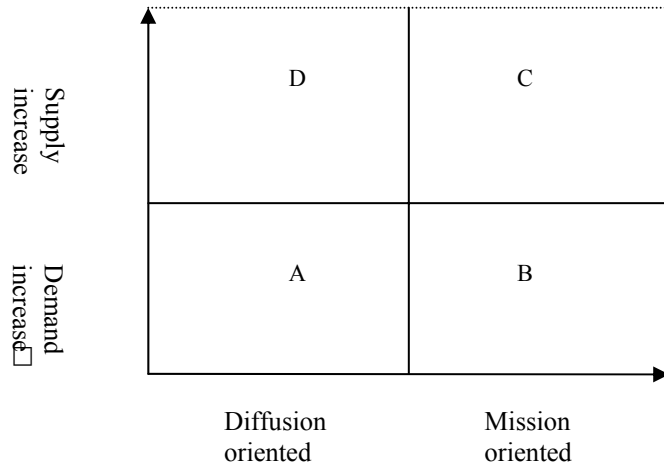 D
C
Supply
increase
A
B
Demand
increase
Diffusion
oriented
Mission
oriented